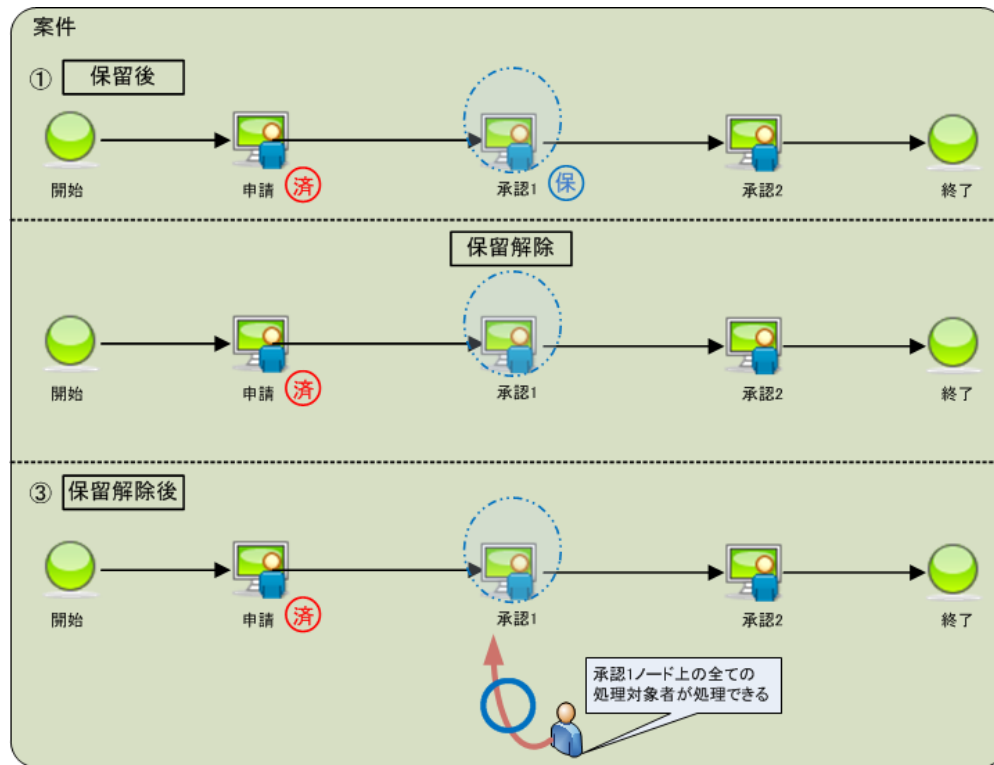 案件
① 保留後
開始
申請
済
承認1
保
承認2
終了
保留解除
開始
申請
済
承認1
承認2
終了
③ 保留解除後
開始
申請
済
承認1
承認2
終了
承認1ノード上の全ての
処理対象者が処理できる